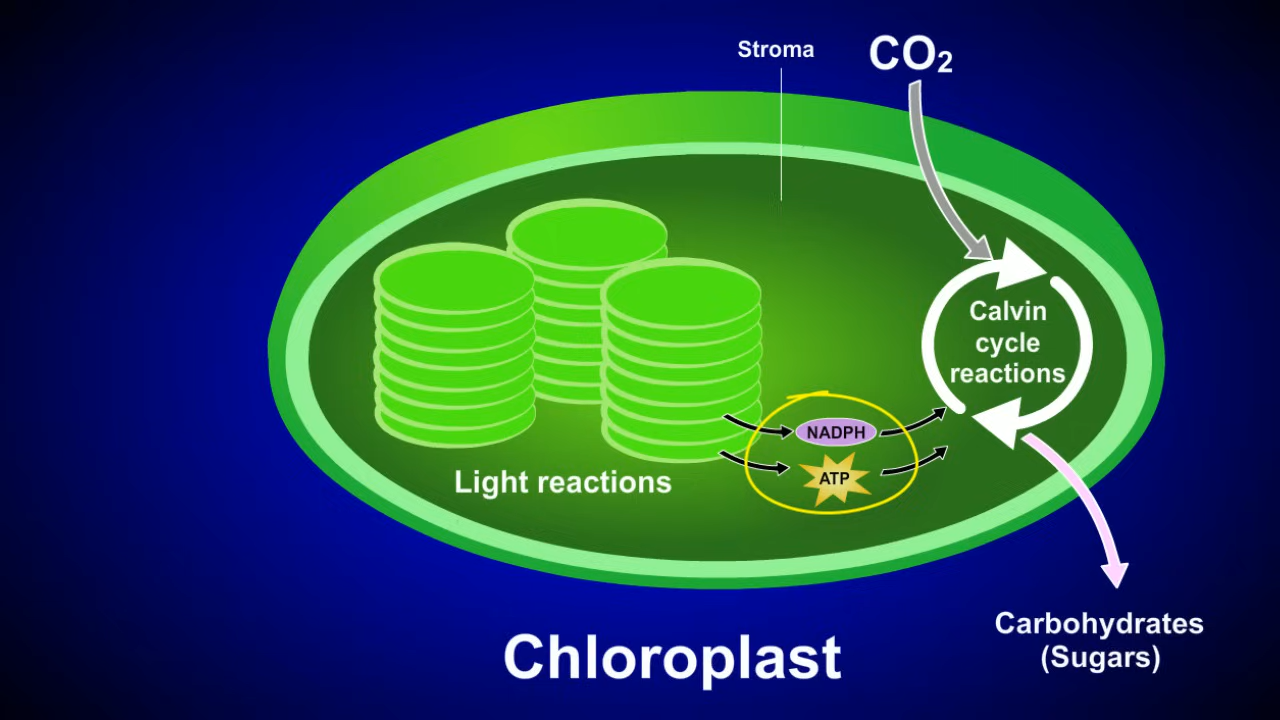 Stroma
CO₂
Calvin
cycle
reactions
NADPH
ATP
Light reactions
Carbohydrates
(Sugars)
Chloroplast